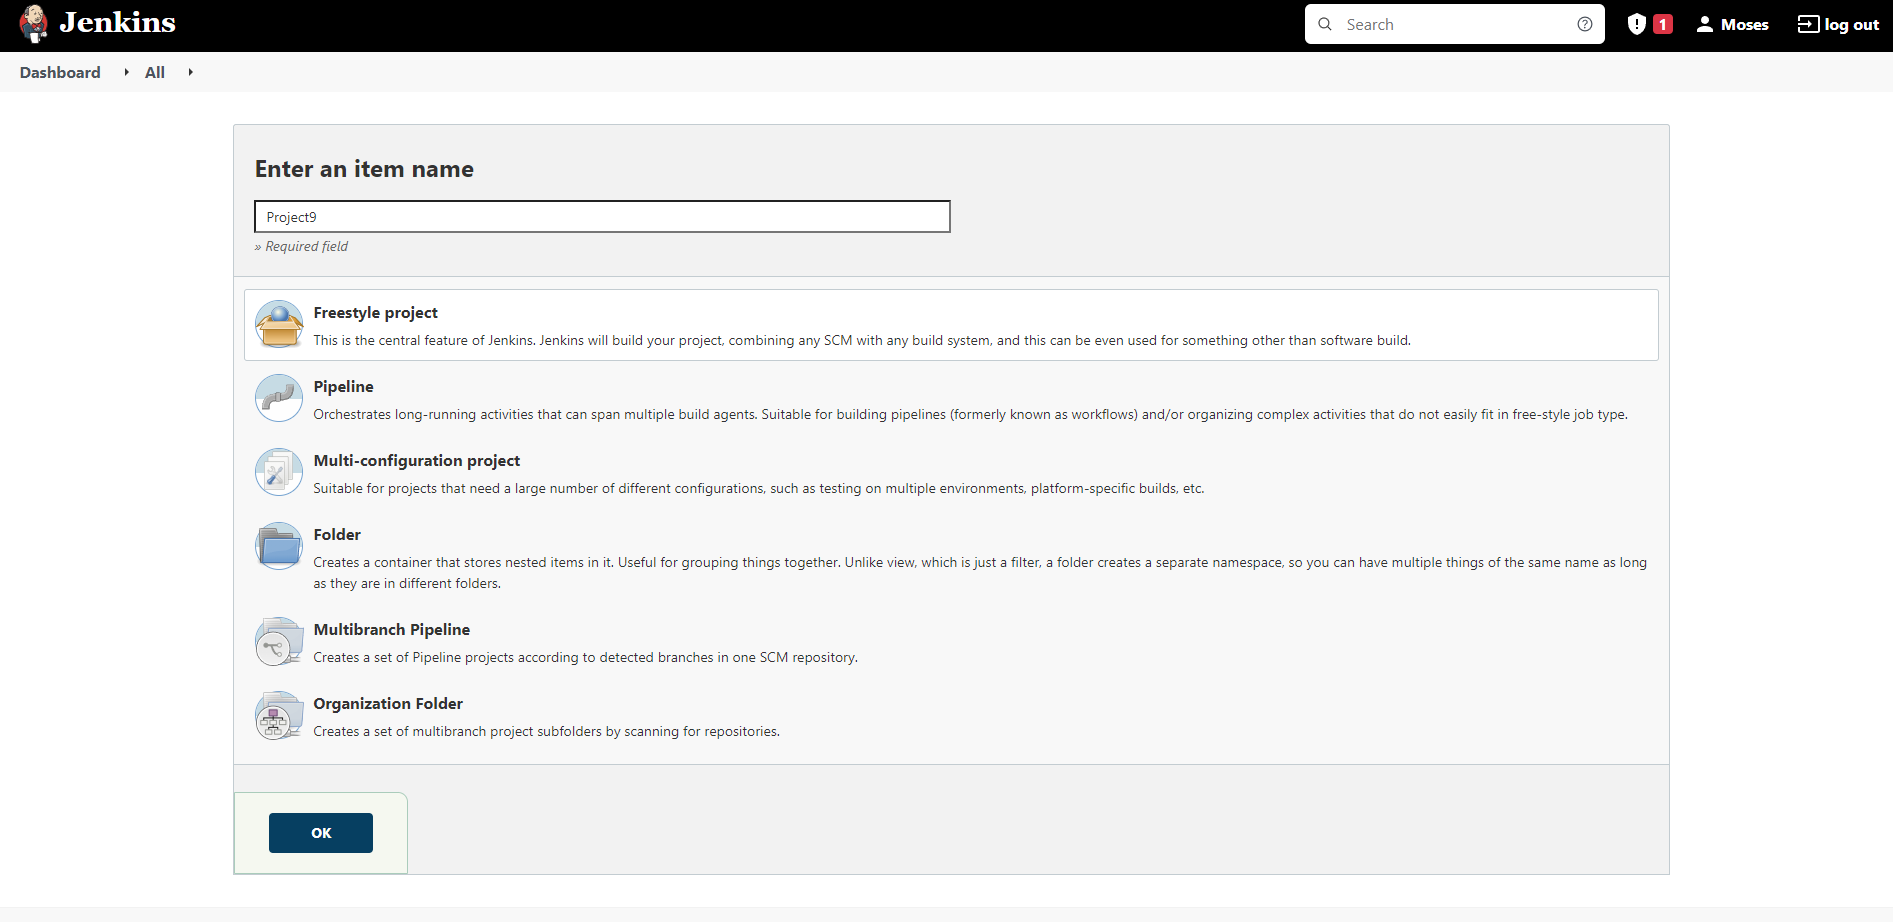 Jenkins
Search
1
Moses
log out
Dashboard
All
Enter an item name
Project9
» Required field
Freestyle project
This is the central feature of Jenkins. Jenkins will build your project, combining any SCM with any build system, and this can be even used for something other than software build.
Pipeline
Orchestrates long-running activities that can span multiple build agents. Suitable for building pipelines (formerly known as workflows) and/or organizing complex activities that do not easily fit in free-style job type.
Multi-configuration project
Suitable for projects that need a large number of different configurations, such as testing on multiple environments, platform-specific builds, etc.
Folder
Creates a container that stores nested items in it. Useful for grouping things together. Unlike view, which is just a filter, a folder creates a separate namespace, so you can have multiple things of the same name as long
as they are in different folders.
Multibranch Pipeline
Creates a set of Pipeline projects according to detected branches in one SCM repository.
Organization Folder
Creates a set of multibranch project subfolders by scanning for repositories.
OK